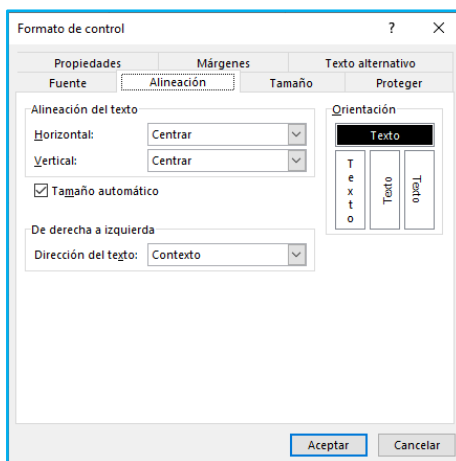 Formato de control ?
Propiedades Márgenes Texto alternativo
Fuente Alineación Tamaño Proteger
Alineación del texto
Horizontal: Centrar
Vertical: Centrar
Tamaño automático
De derecha a izquierda
Dirección del texto: Contexto
Orientación
Texto
Texto
Texto
Texto
Aceptar Cancelar